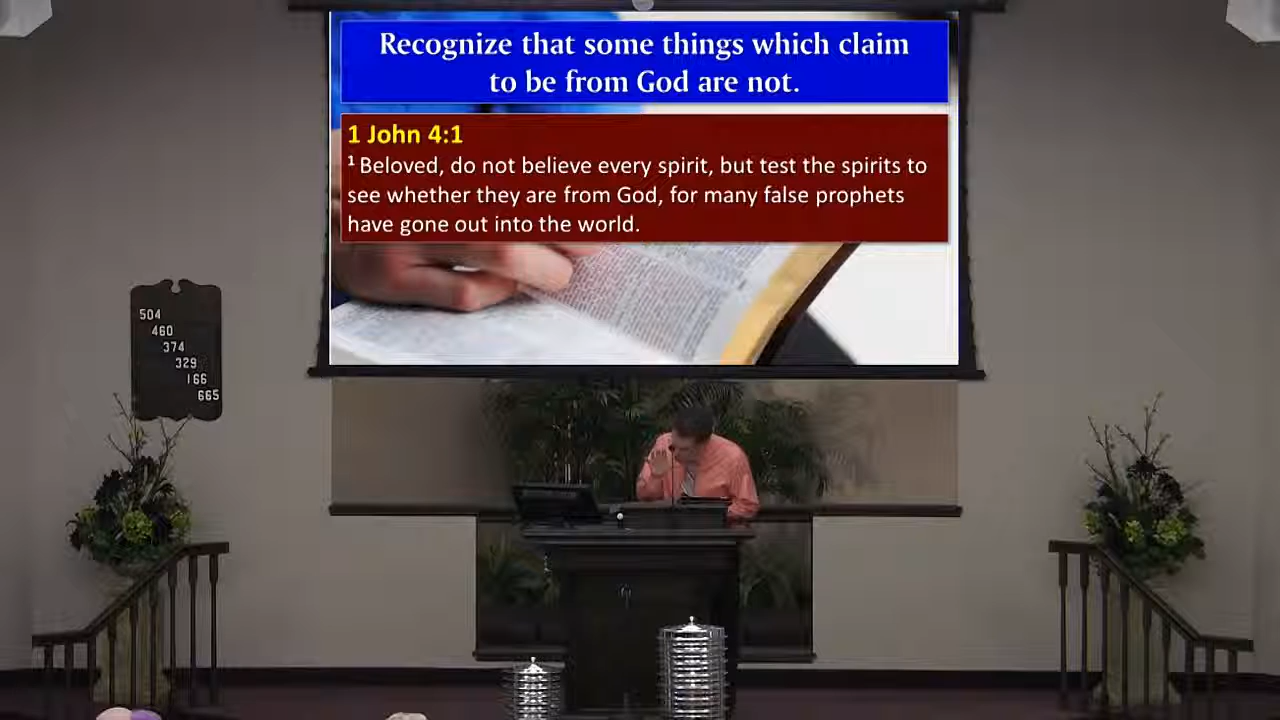 Recognize that some things which claim
to be from God are not.
1 John 4:1
1 Beloved, do not believe every spirit, but test the spirits to
see whether they are from God, for many false prophets
have gone out into the world.
504
460
374
329
166
665